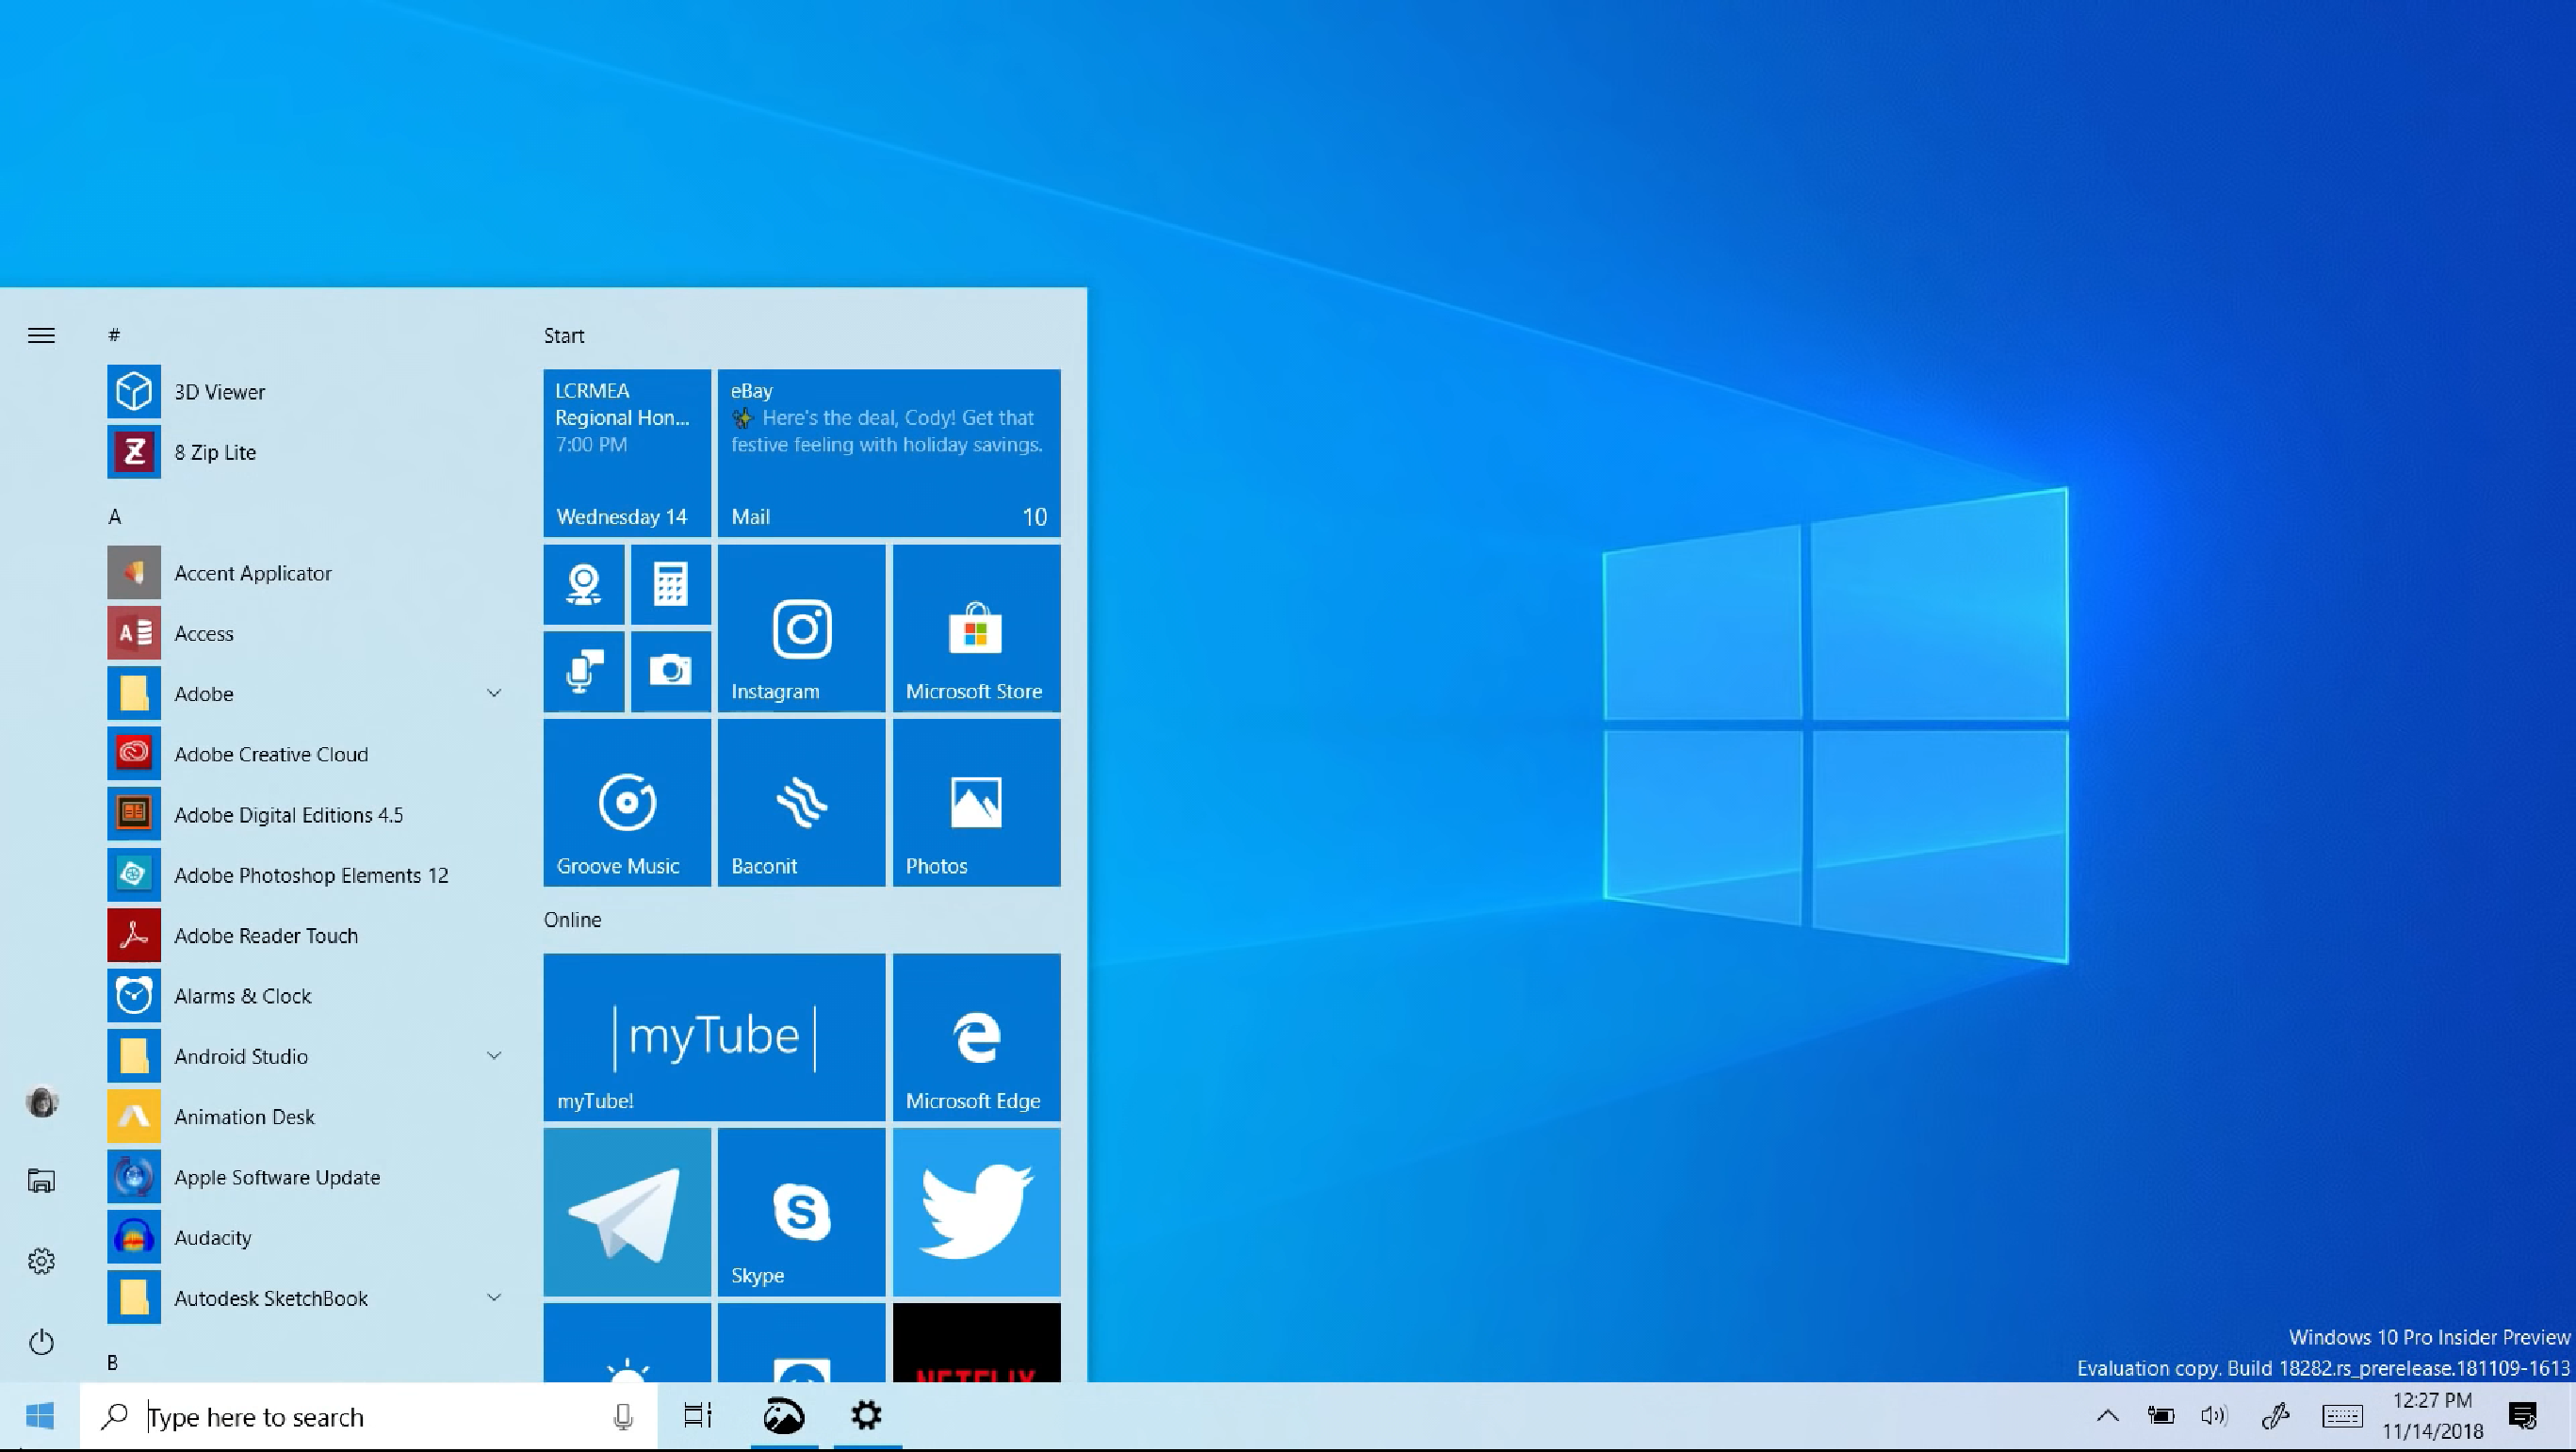 #
3D Viewer
8 Zip Lite
A
Accent Applicator
Access
Adobe
Adobe Creative Cloud
Adobe Digital Editions 4.5
Adobe Photoshop Elements 12
Adobe Reader Touch
Alarms & Clock
Android Studio
Animation Desk
Apple Software Update
Audacity
Autodesk SketchBook
B
Start
LCRMEA
Regional Hon...
7:00 PM
Wednesday 14
eBay
✨ Here's the deal, Cody! Get that
festive feeling with holiday savings.
Mail 10
Instagram
Microsoft Store
Groove Music
Baconit
Photos
Online
|myTube|
myTube!
Microsoft Edge
Skype
NETFLIX
Windows 10 Pro Insider Preview
Evaluation copy. Build 18282.rs_prerelease.181109-1613
Type here to search
12:27 PM
11/14/2018